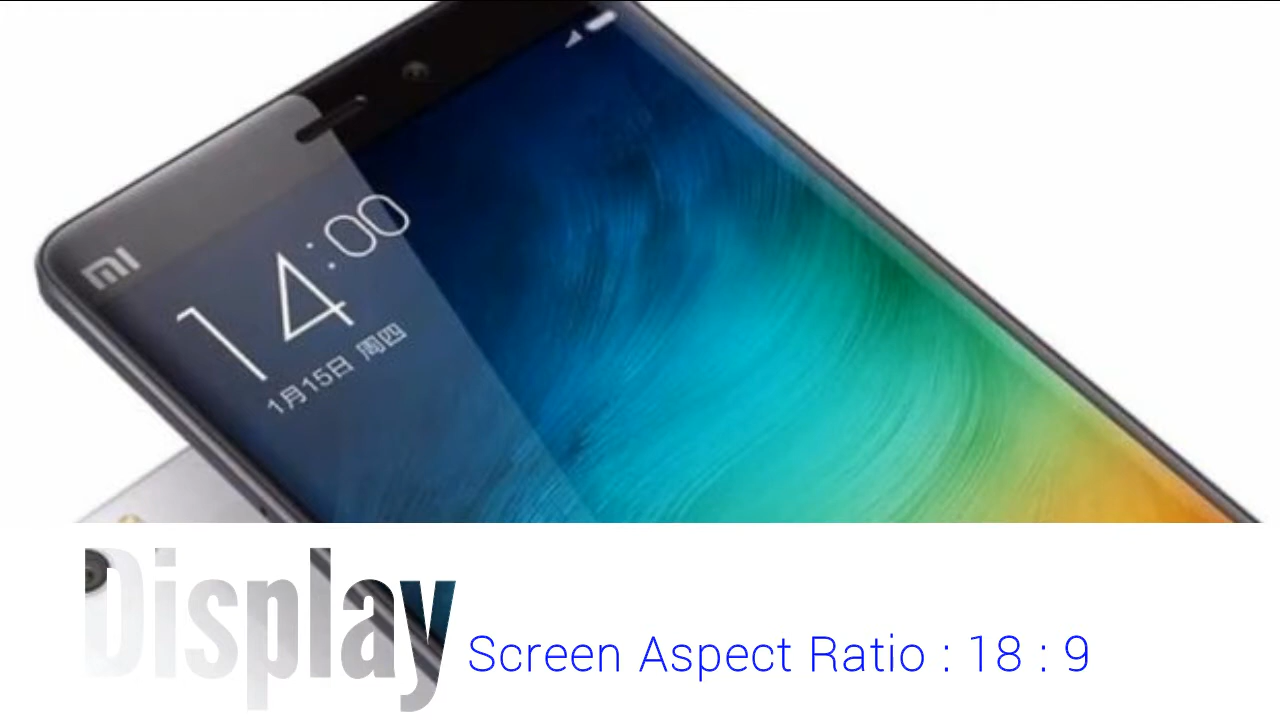 MI
14:00
1月15日 周四
Display
Screen Aspect Ratio : 18 : 9